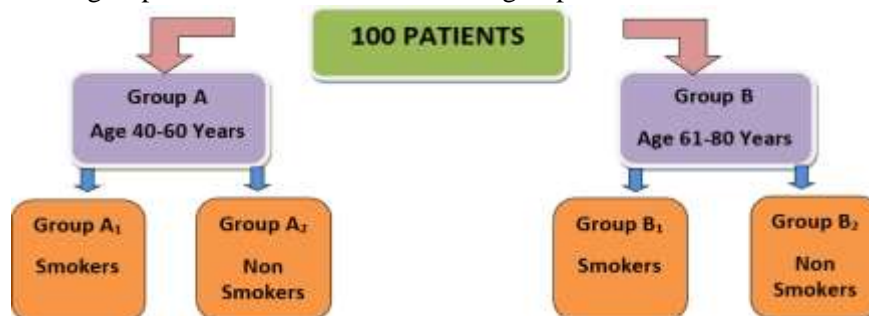 100 PATIENTS
Group A
Age 40-60 Years
Group B
Age 61-80 Years
Group A₁
Smokers
Group A₂
Non
Smokers
Group B₁
Smokers
Group B₂
Non
Smokers